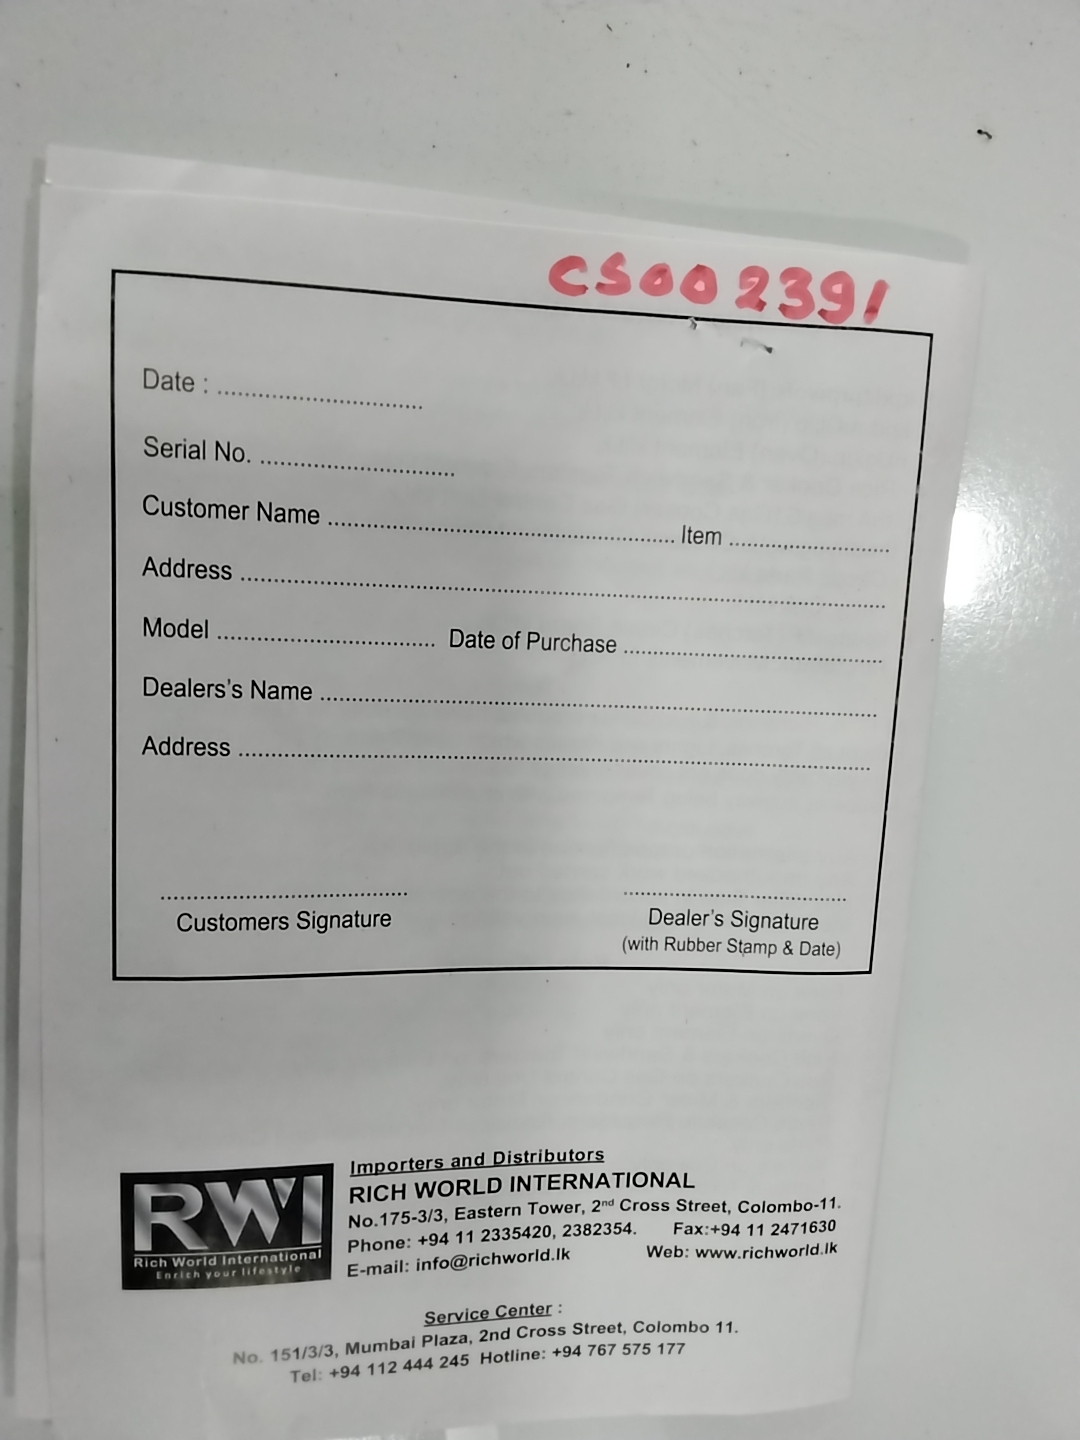 CS002391
Date : ................................
Serial No. ..............................
Customer Name ...................................................... Item .........................
Address ....................................................................................................
Model .................................. Date of Purchase ........................................
Dealers's Name .......................................................................................
Address ....................................................................................................
Customers Signature
Dealer's Signature
(with Rubber Stamp & Date)
RWI
Rich World International
Enrich your lifestyle
Importers and Distributors
RICH WORLD INTERNATIONAL
No.175-3/3, Eastern Tower, 2nd Cross Street, Colombo-11.
Phone: +94 11 2335420, 2382354. Fax:+94 11 2471630
E-mail: info@richworld.lk Web: www.richworld.lk
Service Center :
No. 151/3/3, Mumbai Plaza, 2nd Cross Street, Colombo 11.
Tel: +94 112 444 245 Hotline: +94 767 575 177